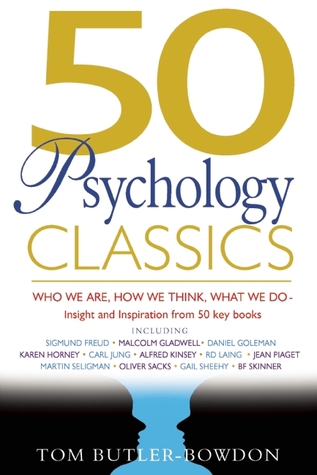 50
Psychology
CLASSICS
WHO WE ARE, HOW WE THINK, WHAT WE DO-
Insight and Inspiration from 50 key books
INCLUDING
SIGMUND FREUD • MALCOLM GLADWELL • DANIEL GOLEMAN
KAREN HORNEY • CARL JUNG • ALFRED KINSEY • RD LAING • JEAN PIAGET
MARTIN SELIGMAN • OLIVER SACKS • GAIL SHEEHY • BF SKINNER
TOM BUTLER-BOWDON